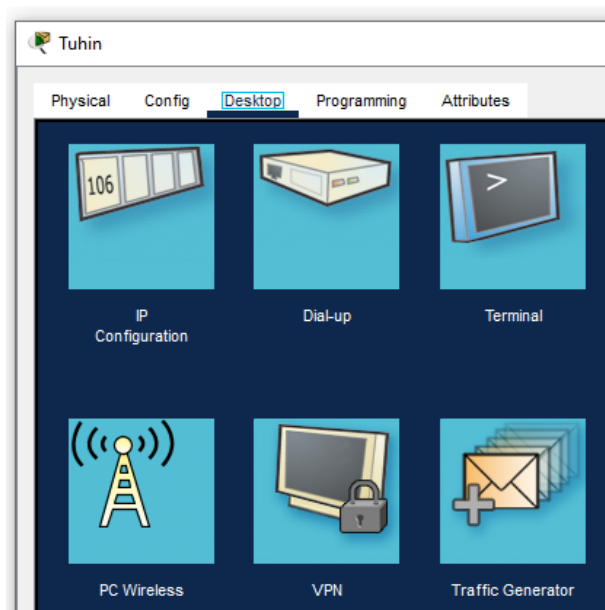 Tuhin
Physical Config Desktop Programming Attributes
106
>
IP
Configuration
Dial-up
Terminal
PC Wireless
VPN
Traffic Generator